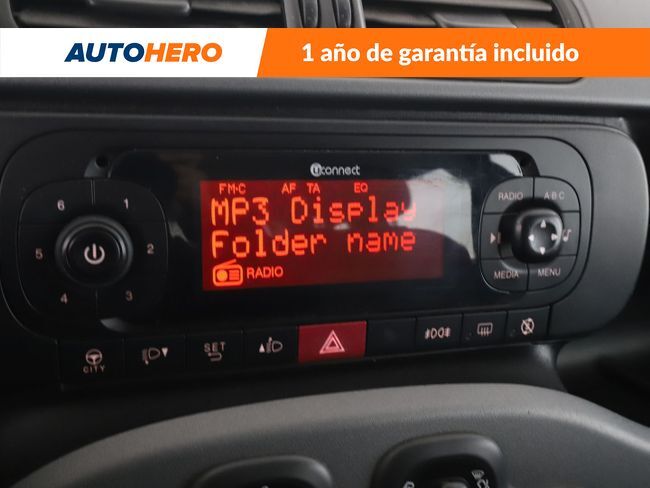 AUTOHERO
1 año de garantía incluido
uconnect
FM-C AF TA EQ
MP3 Display
Folder name
RADIO
6 1
5 2
4 3
RADIO A-B-C
MEDIA MENU
CITY
SET